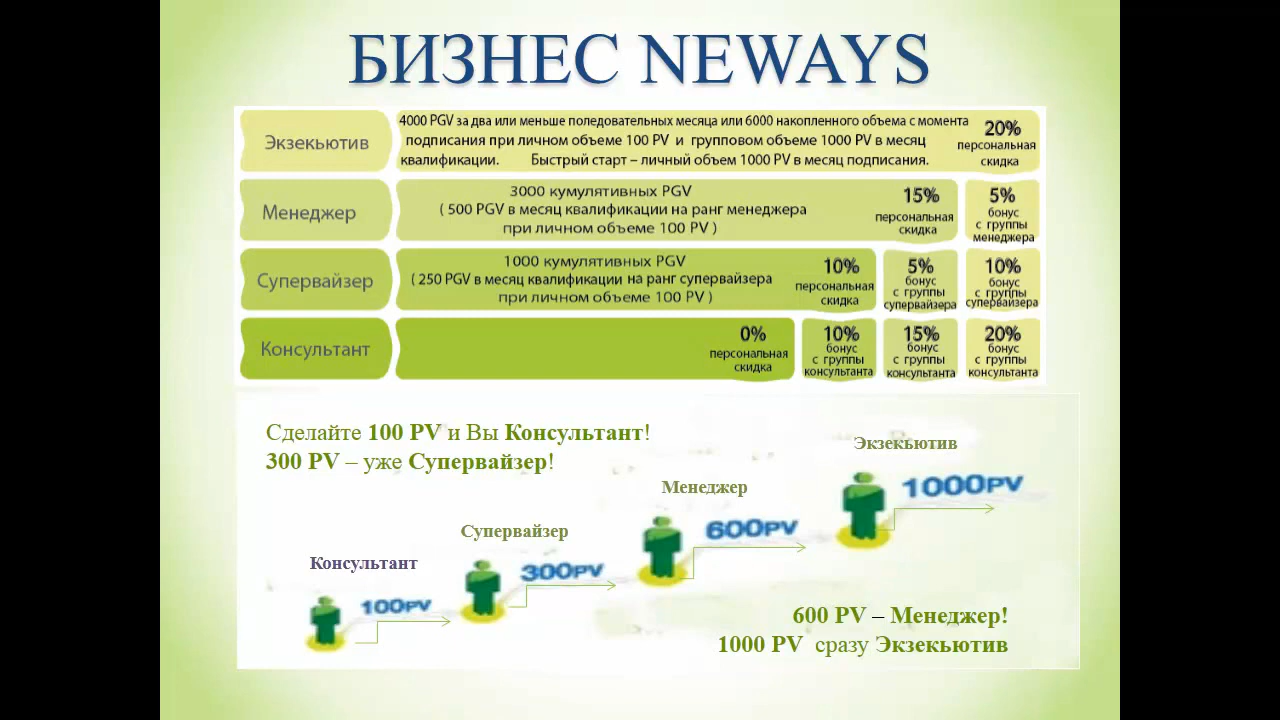 БИЗНЕС NEWAYS
Экзекьютив
4000 PGV за два или меньше поледовательных месяца или 6000 накопленного объема с момента
подписания при личном объеме 100 PV и групповом объеме 1000 PV в месяц
квалификации. Быстрый старт – личный объем 1000 PV в месяц подписания.
20%
персональная
скидка
Менеджер
3000 кумулятивных PGV
( 500 PGV в месяц квалификации на ранг менеджера
при личном объеме 100 PV )
15%
персональная
скидка
5%
бонус
с группы
менеджера
Супервайзер
1000 кумулятивных PGV
( 250 PGV в месяц квалификации на ранг супервайзера
при личном объеме 100 PV )
10%
персональная
скидка
5%
бонус
с группы
супервайзера
10%
бонус
с группы
супервайзера
Консультант
0%
персональная
скидка
10%
бонус
с группы
консультанта
15%
бонус
с группы
консультанта
20%
бонус
с группы
консультанта
Сделайте 100 PV и Вы Консультант!
300 PV – уже Супервайзер!
Экзекьютив
1000PV
Менеджер
600PV
Супервайзер
300PV
Консультант
100PV
600 PV – Менеджер!
1000 PV сразу Экзекьютив